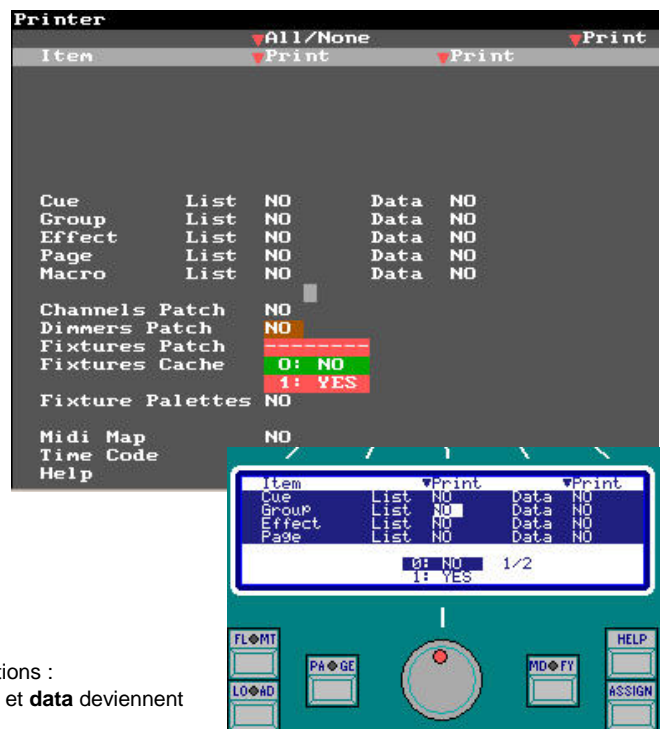 Printer
▼All/None ▼Print
Item ▼Print ▼Print
Cue List NO Data NO
Group List NO Data NO
Effect List NO Data NO
Page List NO Data NO
Macro List NO Data NO
Channels Patch NO
Dimmers Patch NO
Fixtures Patch --------
Fixtures Cache 0: NO
1: YES
Fixture Palettes NO
Midi Map NO
Time Code
Help
Item ▼Print ▼Print
Cue List NO Data NO
Group List NO Data NO
Effect List NO Data NO
Page List NO Data NO
0: NO 1/2
1: YES
FL◆MT HELP
PA◆GE MD◆FY
LO◆AD ASSIGN
tions :
et data deviennent